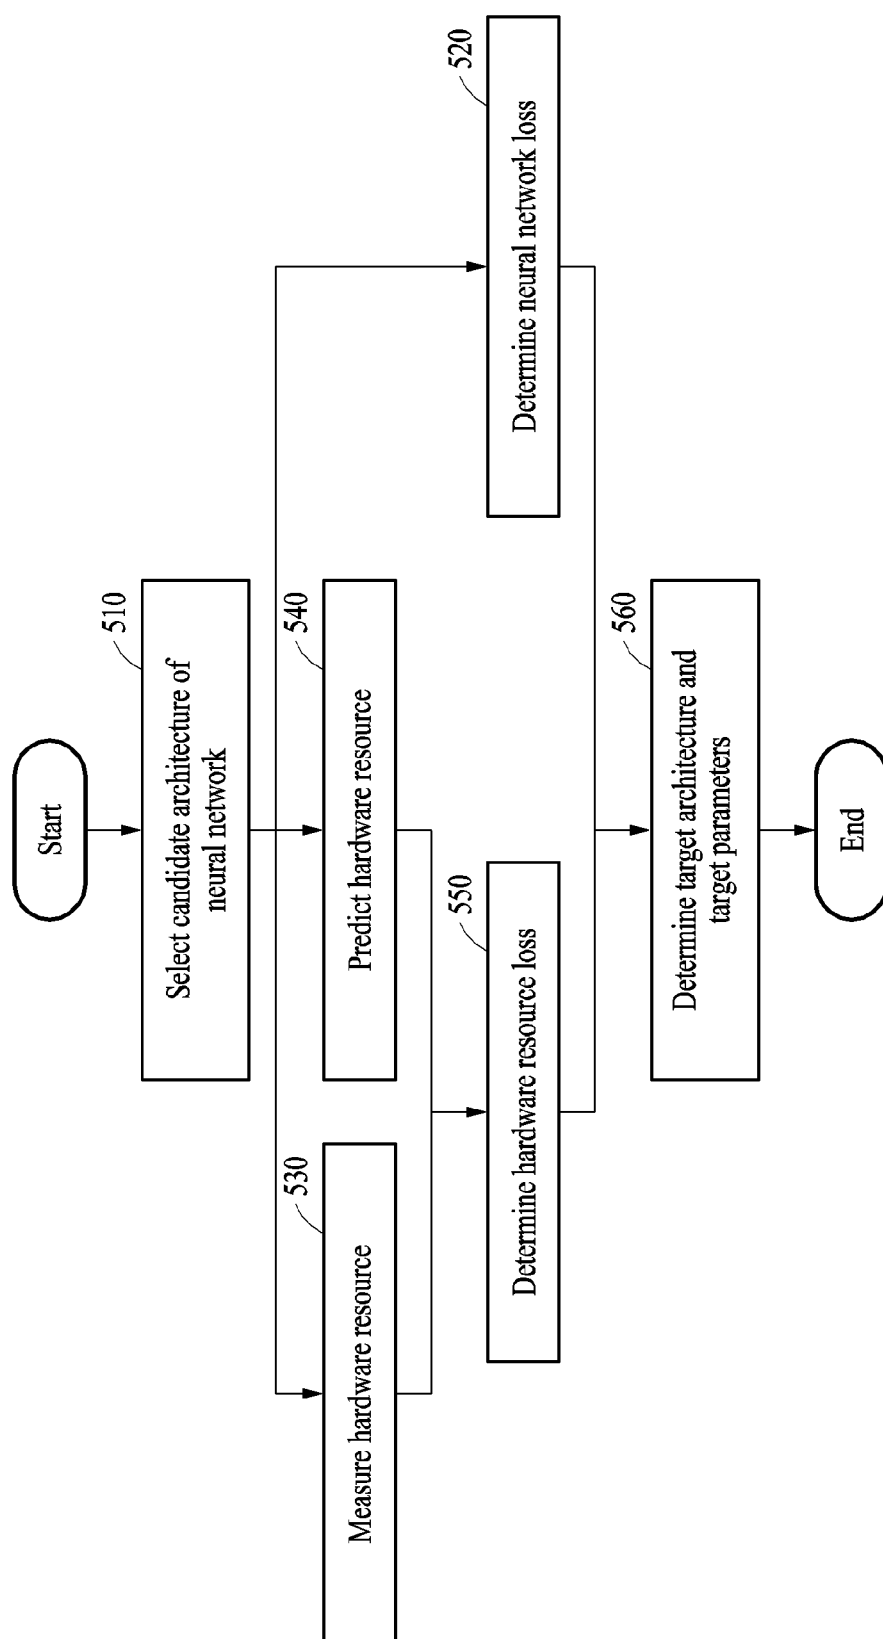 Start
510
Select candidate architecture of
neural network
530
Measure hardware resource
540
Predict hardware resource
520
Determine neural network loss
550
Determine hardware resource loss
560
Determine target architecture and
target parameters
End